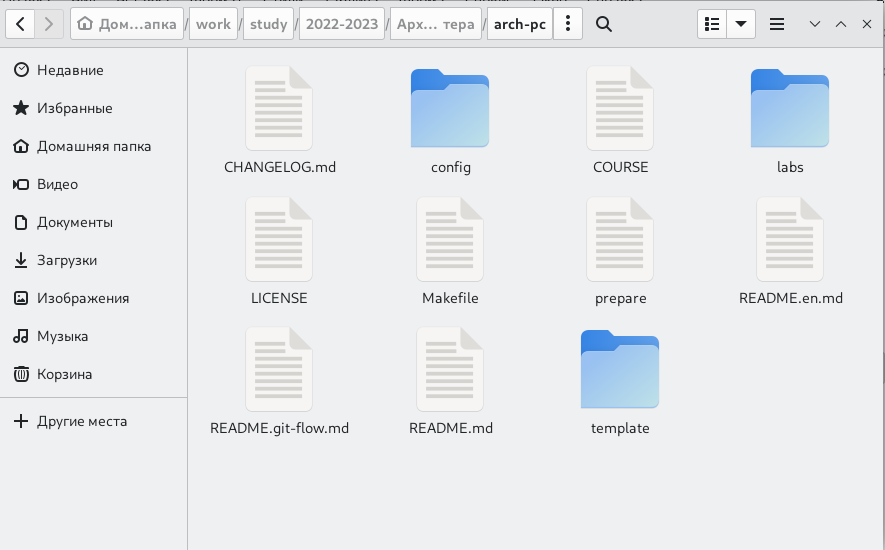 Дом…апка / work / study / 2022-2023 / Арх… тера / arch-pc
Недавние
Избранные
Домашняя папка
Видео
Документы
Загрузки
Изображения
Музыка
Корзина
Другие места
CHANGELOG.md
config
COURSE
labs
LICENSE
Makefile
prepare
README.en.md
README.git-flow.md
README.md
template